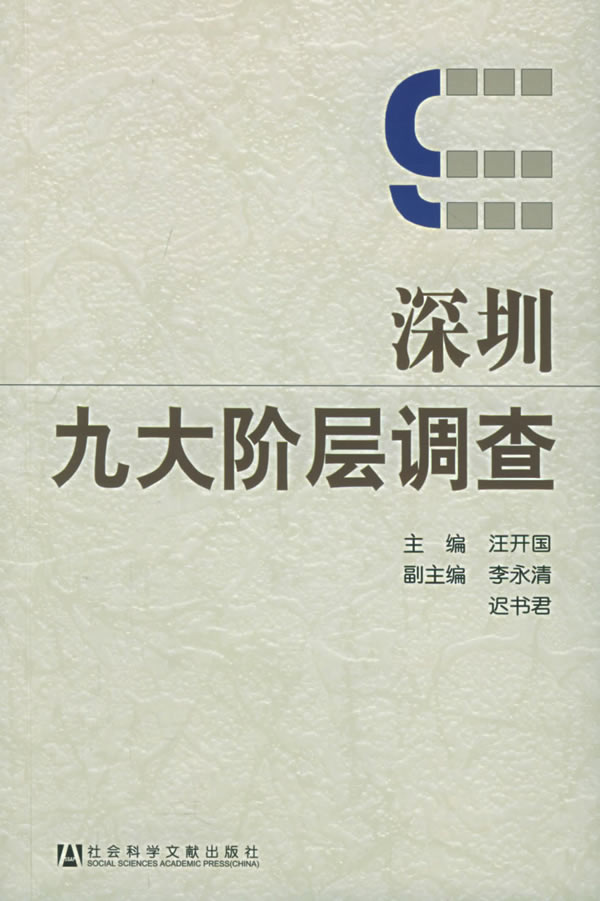 深圳
九大阶层调查
主 编 汪开国
副主编 李永清
迟书君
社会科学文献出版社
SOCIAL SCIENCES ACADEMIC PRESS(CHINA)